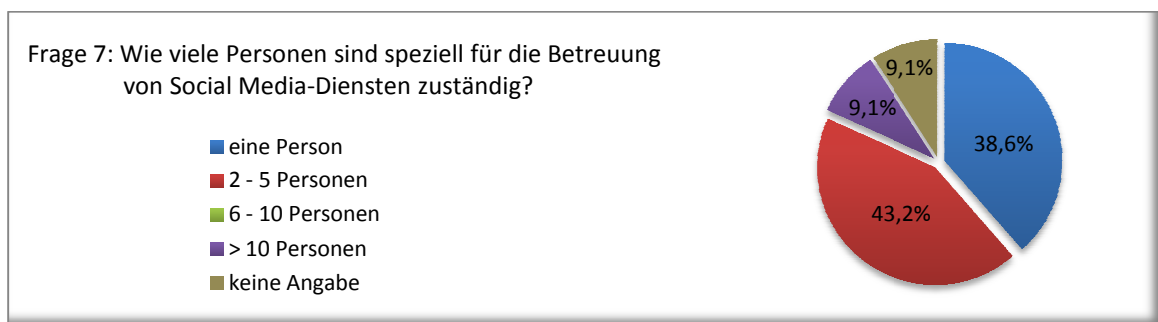 Frage 7: Wie viele Personen sind speziell für die Betreuung
von Social Media-Diensten zuständig?
eine Person
2 - 5 Personen
6 - 10 Personen
> 10 Personen
keine Angabe
9,1%
9,1%
38,6%
43,2%